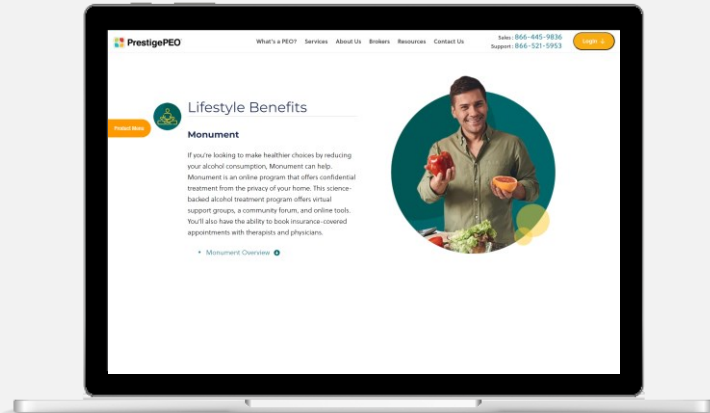 PrestigePEO
What's a PEO? Services About Us Brokers Resources Contact Us
Sales : 866-445-9836
Support : 866-521-5953
Login
Lifestyle Benefits
Monument
If you're looking to make healthier choices by reducing
your alcohol consumption, Monument can help.
Monument is an online program that offers confidential
treatment from the privacy of your home. This science-
backed alcohol treatment program offers virtual
support groups, a community forum, and online tools.
You'll also have the ability to book insurance-covered
appointments with therapists and physicians.
• Monument Overview